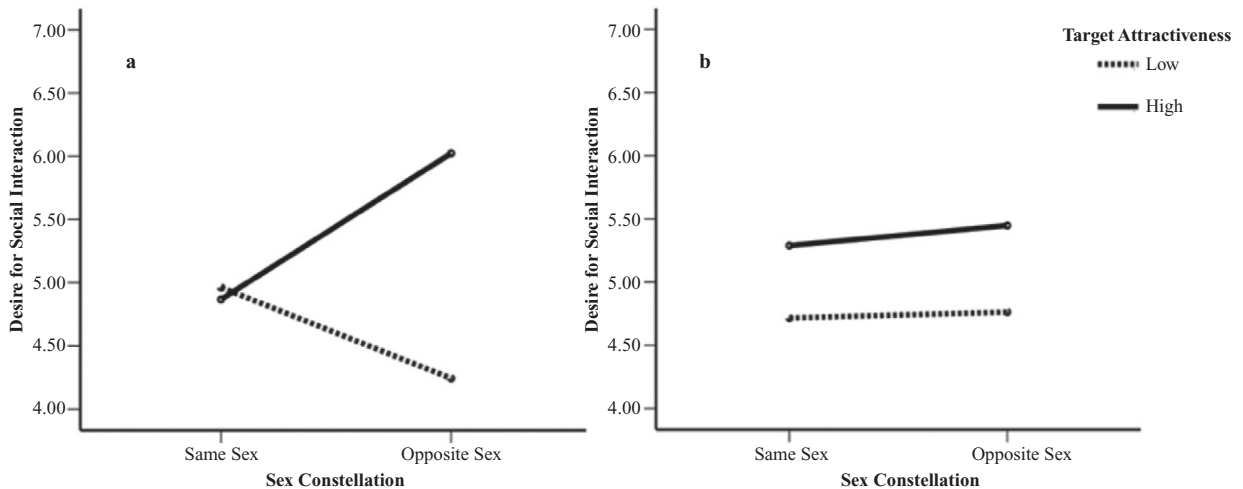 7.00
a
6.50
6.00
5.50
5.00
4.50
4.00
Desire for Social Interaction
Same Sex
Opposite Sex
Sex Constellation
7.00
b
6.50
6.00
5.50
5.00
4.50
4.00
Desire for Social Interaction
Same Sex
Opposite Sex
Sex Constellation
Target Attractiveness
Low
High